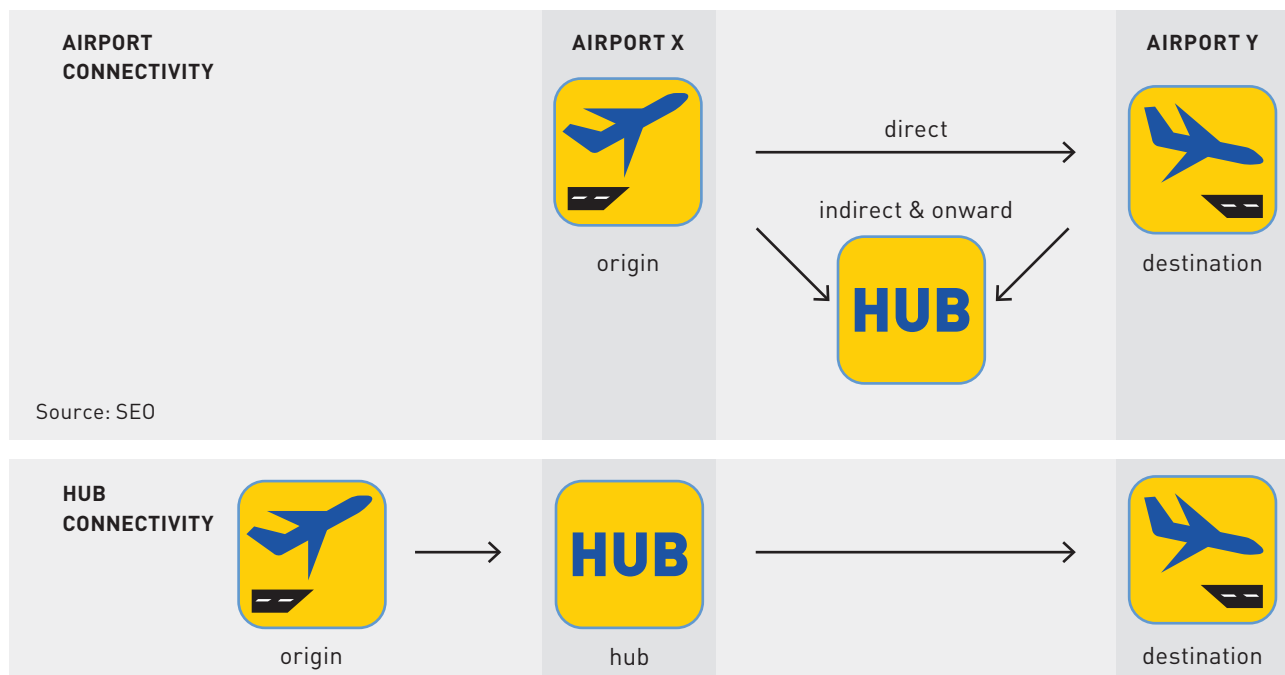 AIRPORT
CONNECTIVITY
AIRPORT X
AIRPORT Y
direct
indirect & onward
HUB
origin
destination
Source: SEO
HUB
CONNECTIVITY
HUB
origin
hub
destination